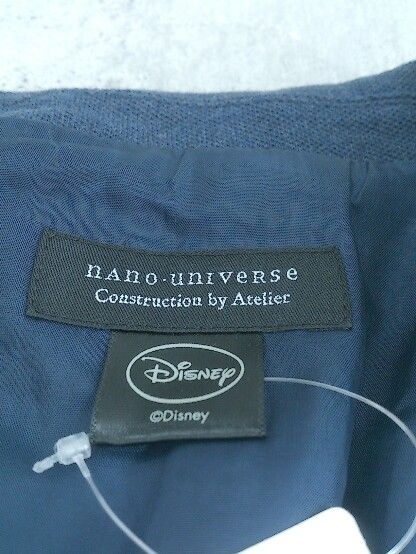 nano·universe
Construction by Atelier
Disney
©Disney